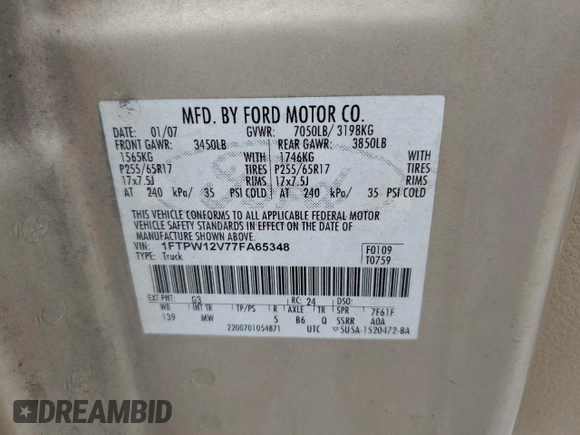 MFD. BY FORD MOTOR CO.
DATE: 01/07 GVWR: 7050LB/ 3198KG
FRONT GAWR: 3450LB REAR GAWR: 3850LB
1565KG WITH 1746KG WITH
P255/65R17 TIRES P255/65R17 TIRES
17x7.5J RIMS 17x7.5J RIMS
AT 240 kPa/ 35 PSI COLD AT 240 kPa/ 35 PSI COLD
THIS VEHICLE CONFORMS TO ALL APPLICABLE FEDERAL MOTOR
VEHICLE SAFETY STANDARDS IN EFFECT ON THE DATE OF
MANUFACTURE SHOWN ABOVE.
VIN: 1FTPW12V77FA65348 F0109
TYPE: Truck T0759
EXT PNT: G3 RC: 24 DSO:
WB INT TR TP/PS R AXLE TR SPR 7F61F
139 MW 5 B6 Q SSRR A0A
2200701054871 UTC 5U5A-1520472-BA
DREAMBID